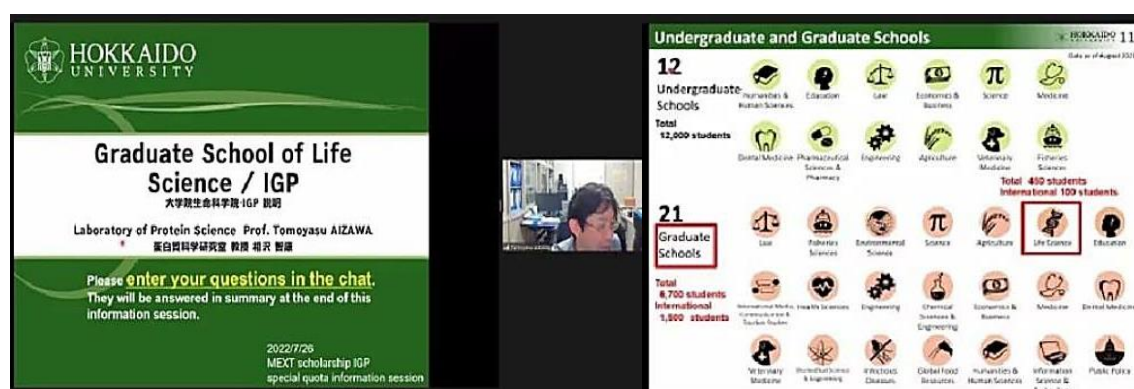 HOKKAIDO
UNIVERSITY
Graduate School of Life
Science / IGP
大学院生命科学院・IGP 説明
Laboratory of Protein Science Prof. Tomoyasu AIZAWA
蛋白質科学研究室 教授 相沢 智康
Please enter your questions in the chat.
They will be answered in summary at the end of this
information session.
2022/7/26
MEXT scholarship IGP
special quota information session
Undergraduate and Graduate Schools
HOKKAIDO 11
12
Undergraduate
Schools
Total
12,000 students
Humanities &
Human Sciences
Education
Law
Economics &
Business
Science
Medicine
Dental Medicine
Pharmaceutical
Sciences &
Pharmacy
Engineering
Agriculture
Veterinary
Medicine
Fisheries
Sciences
Total 450 students
International 100 students
21
Graduate
Schools
Total
6,700 students
International
1,500 students
Law
Fisheries
Sciences
Environmental
Science
Science
Agriculture
Life Science
Education
Health Sciences
Engineering
Chemical
Sciences &
Engineering
Economics &
Business
Medicine
Dental Medicine
Veterinary
Medicine
Infectious
Diseases
Global Food
Resources
Humanities &
Human Sciences
Information
Science &
Public Policy